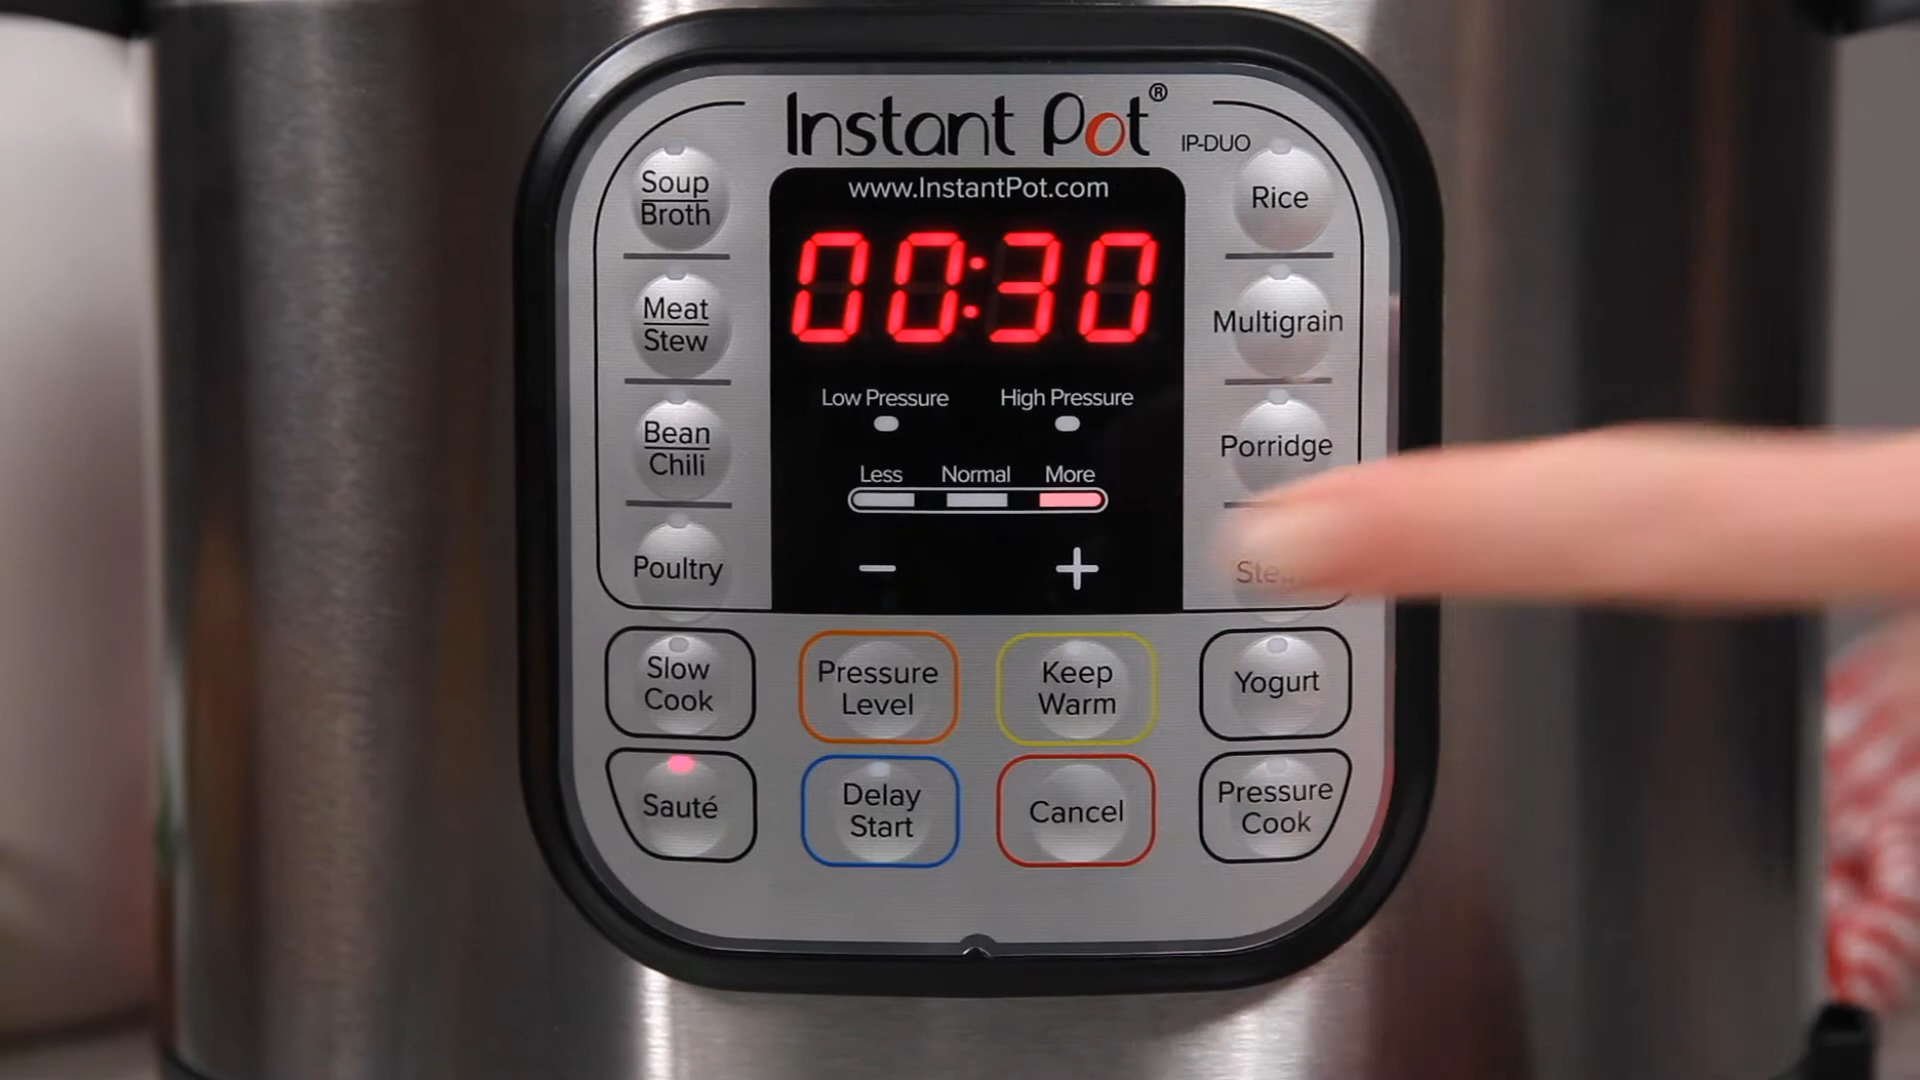 Instant Pot®
IP-DUO
www.InstantPot.com
00:30
Low Pressure
High Pressure
Less
Normal
More
− +
Soup
Broth
Meat
Stew
Bean
Chili
Poultry
Rice
Multigrain
Porridge
Slow
Cook
Pressure
Level
Keep
Warm
Yogurt
Sauté
Delay
Start
Cancel
Pressure
Cook